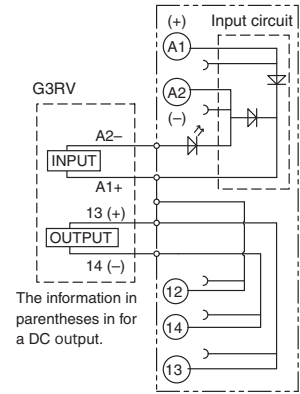 (+)
Input circuit
A1
G3RV
A2
(–)
A2–
INPUT
A1+
13 (+)
OUTPUT
14 (–)
12
14
13
The information in
parentheses in for
a DC output.